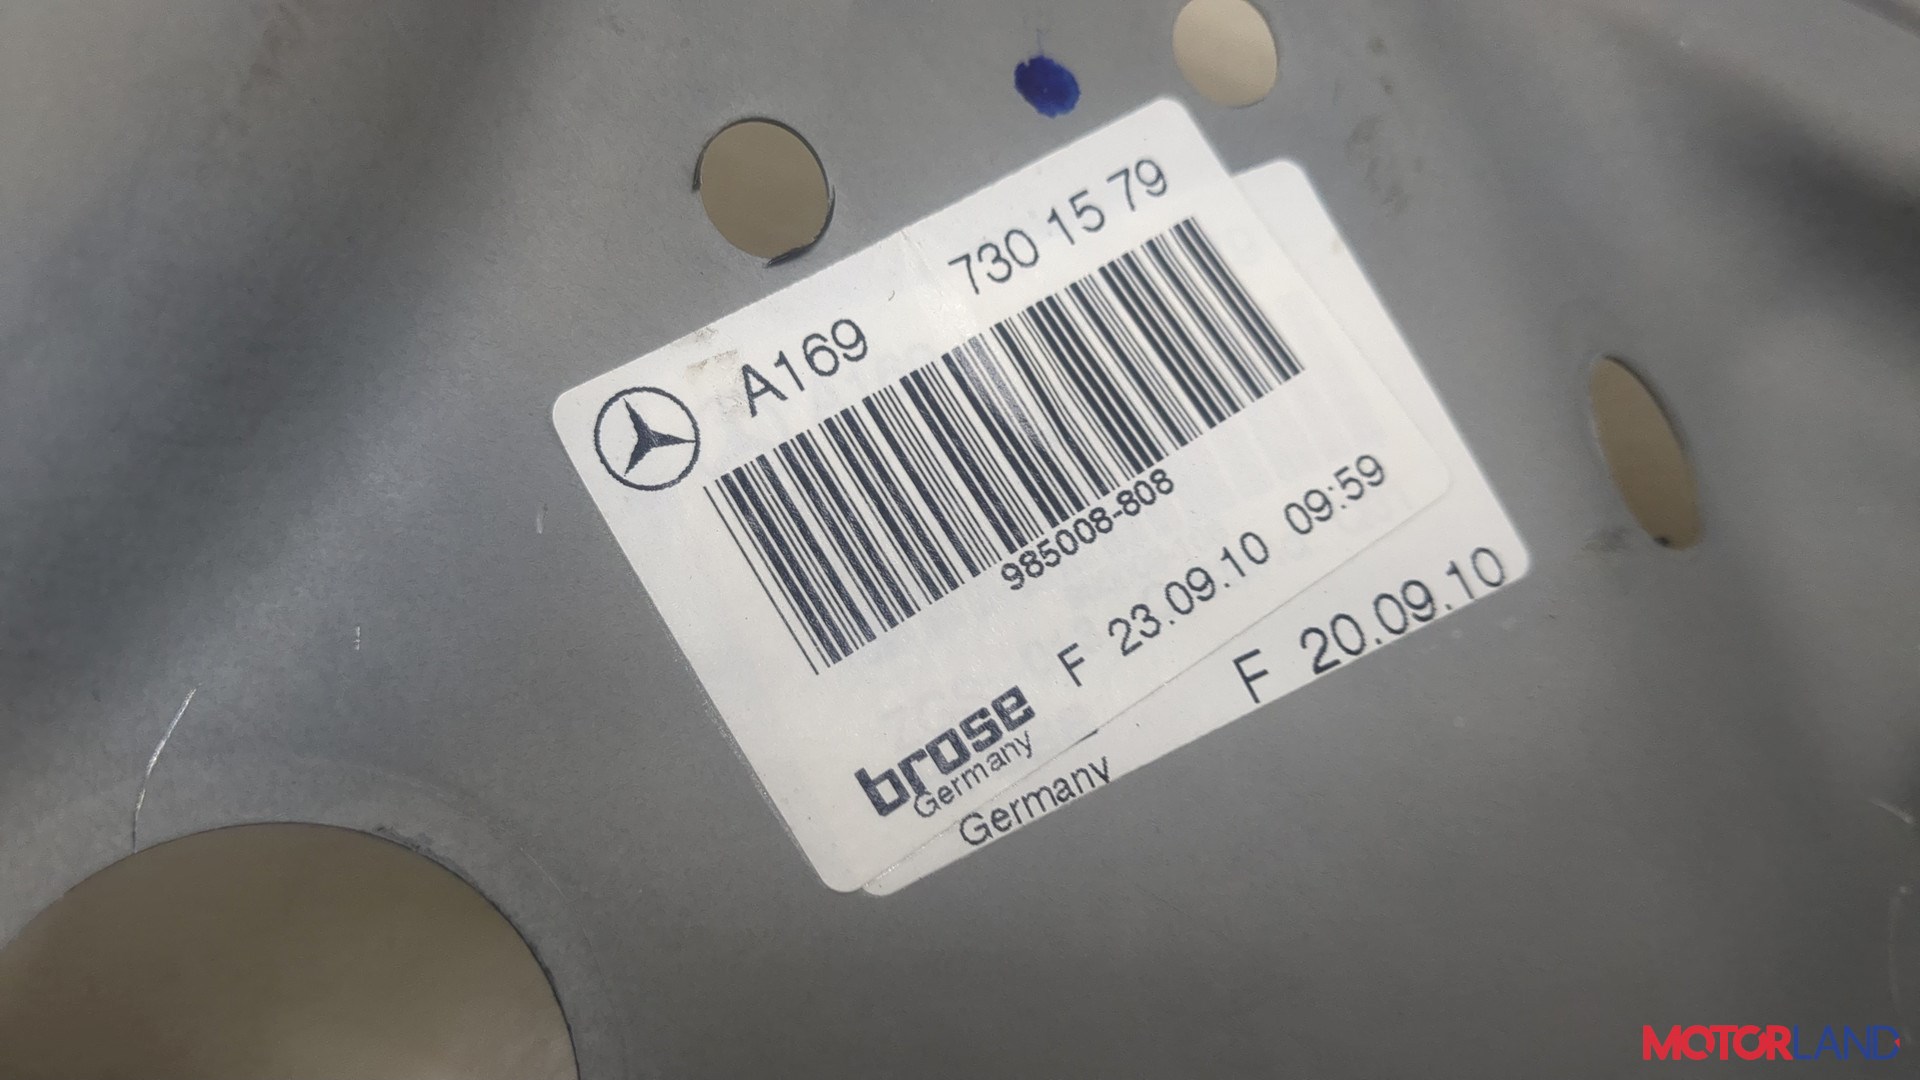 A169 730 15 79
985008-808
F 23.09.10 09:59
brose
Germany
F 20.09.10
Germany
MOTORLAND